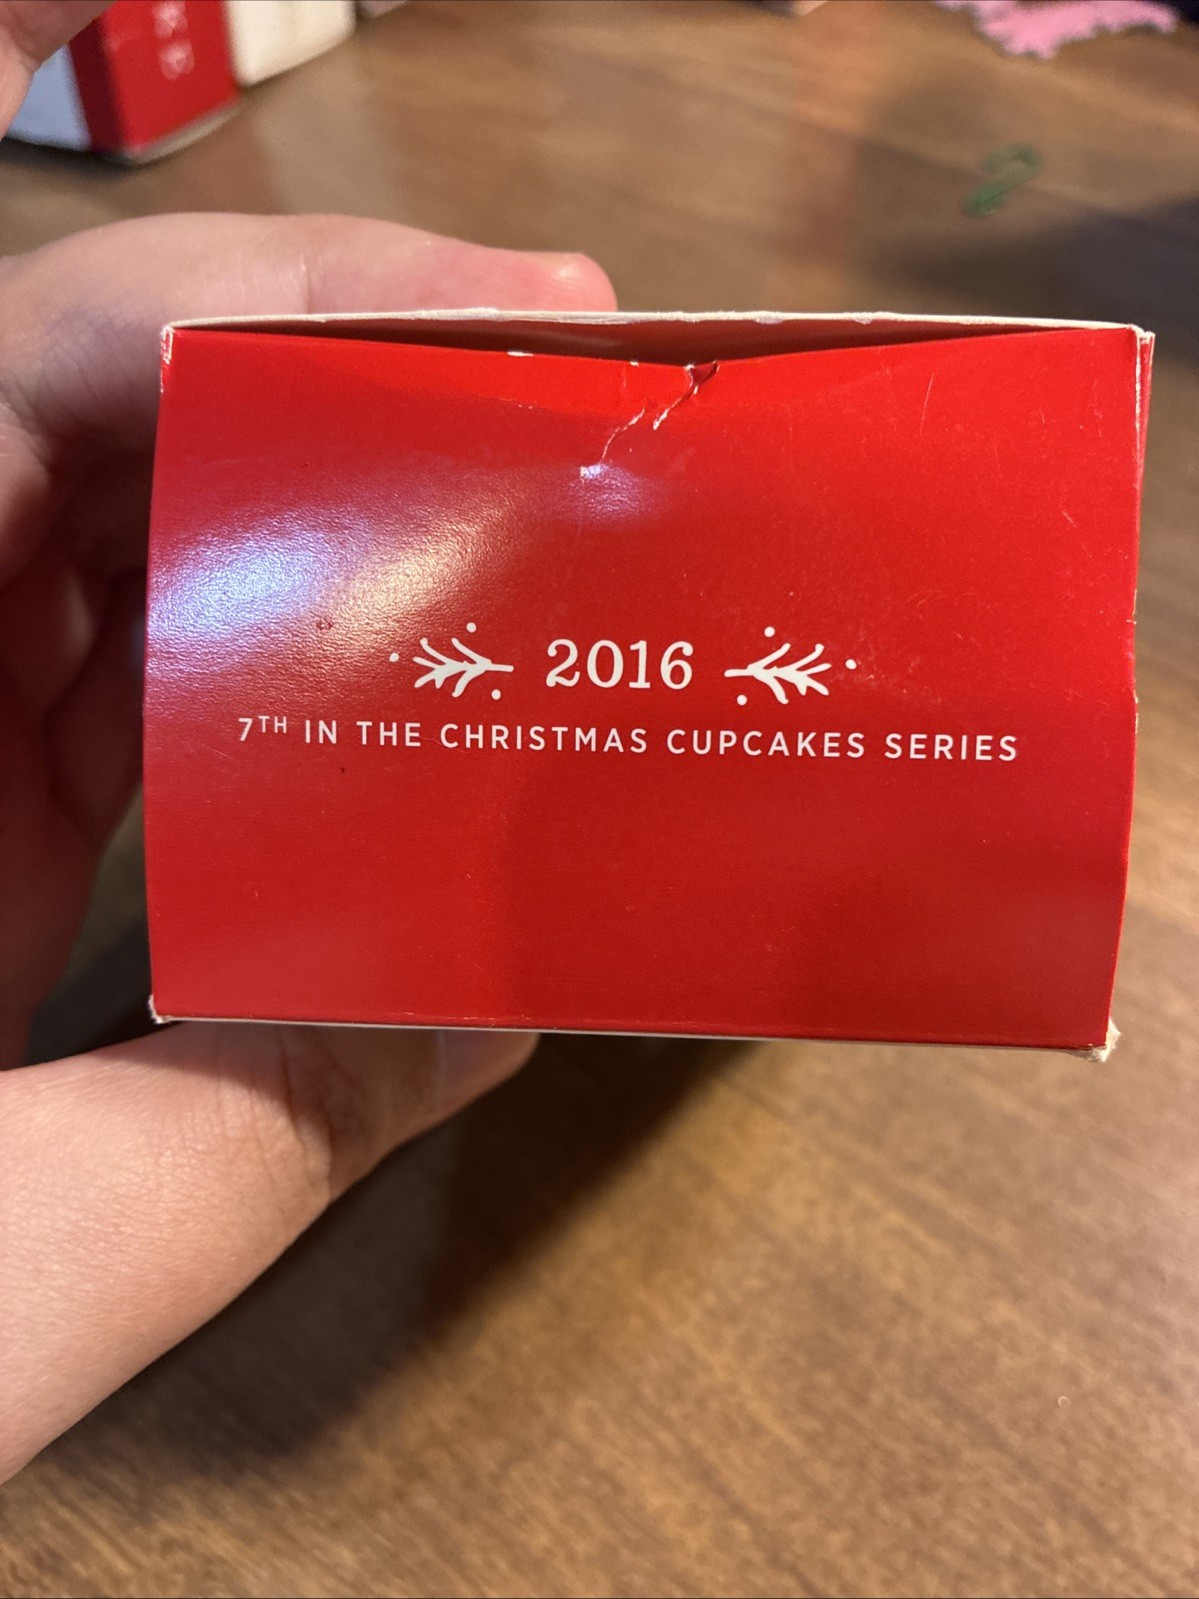 2016
7TH IN THE CHRISTMAS CUPCAKES SERIES